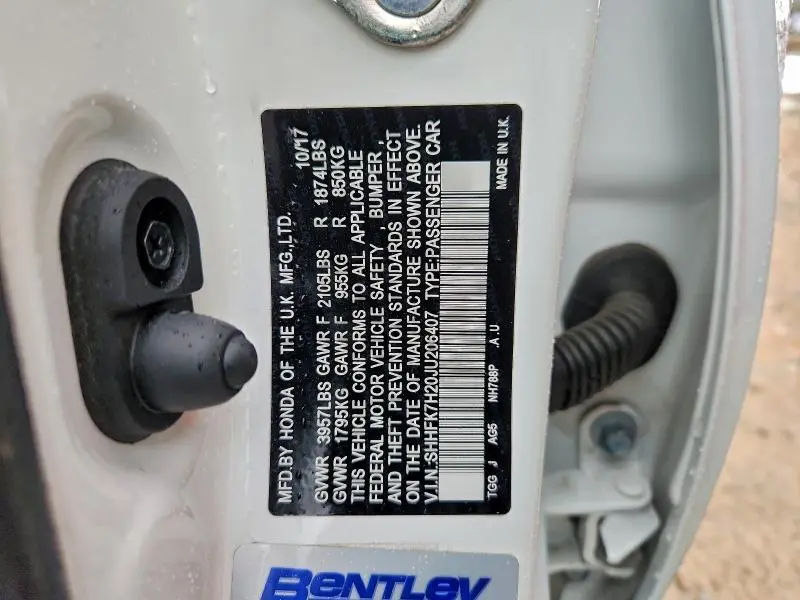 MFD.BY HONDA OF THE U.K. MFG.,LTD. 10/17
GVWR 3957LBS GAWR F 2105LBS R 1874LBS
GVWR 1795KG GAWR F 955KG R 850KG
THIS VEHICLE CONFORMS TO ALL APPLICABLE
FEDERAL MOTOR VEHICLE SAFETY , BUMPER ,
AND THEFT PREVENTION STANDARDS IN EFFECT
ON THE DATE OF MANUFACTURE SHOWN ABOVE.
V.I.N.:SHHFK7H20JU206407 TYPE:PASSENGER CAR
TGG J AG5 NH788P A U MADE IN U.K.
BENTLEY